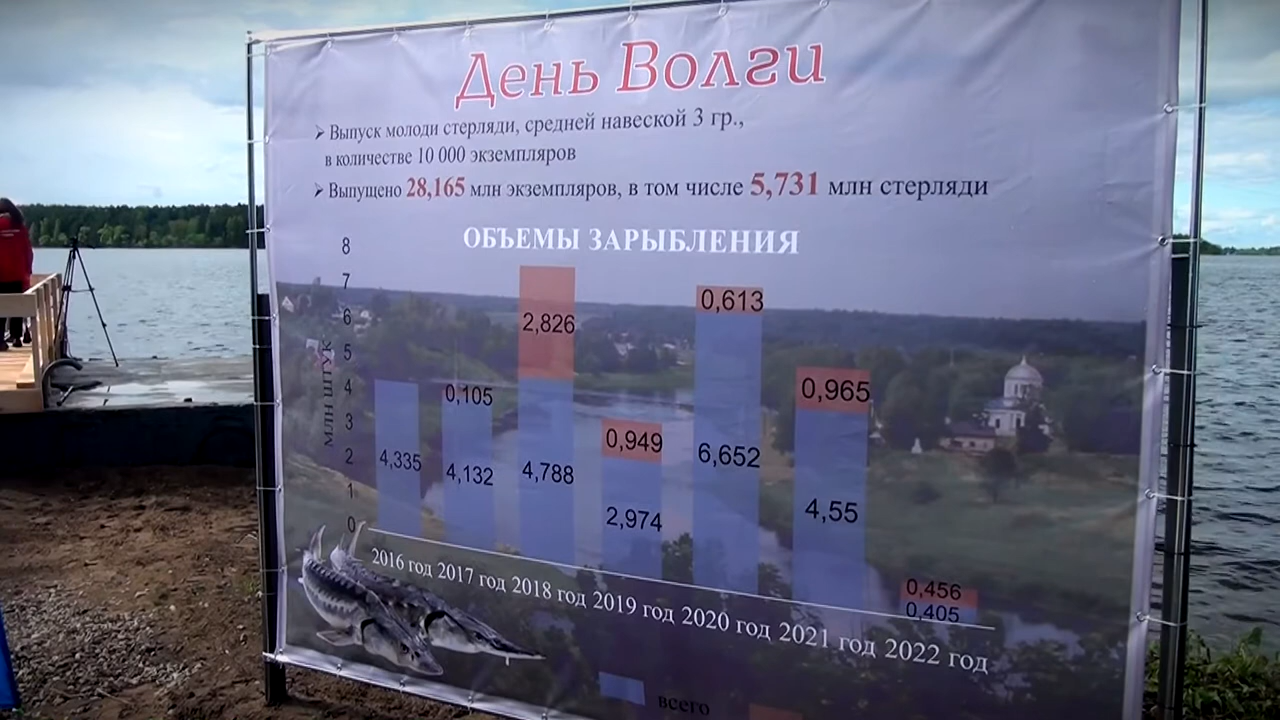 День Волги
➢ Выпуск молоди стерляди, средней навеской 3 гр.,
в количестве 10 000 экземпляров
➢ Выпущено 28,165 млн экземпляров, в том числе 5,731 млн стерляди
ОБЪЕМЫ ЗАРЫБЛЕНИЯ
МЛН ШТУК
8
7
6
5
4
3
2
1
0
4,335
0,105
4,132
2,826
4,788
0,949
2,974
0,613
6,652
0,965
4,55
0,456
0,405
2016 год 2017 год 2018 год 2019 год 2020 год 2021 год 2022 год
всего